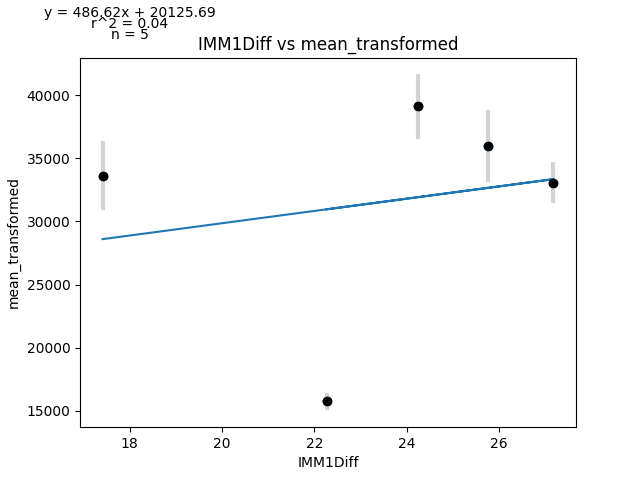 y = 486.62x + 20125.69
r^2 = 0.04
n = 5
IMM1Diff vs mean_transformed
40000
35000
30000
25000
20000
15000
mean_transformed
18 20 22 24 26
IMM1Diff